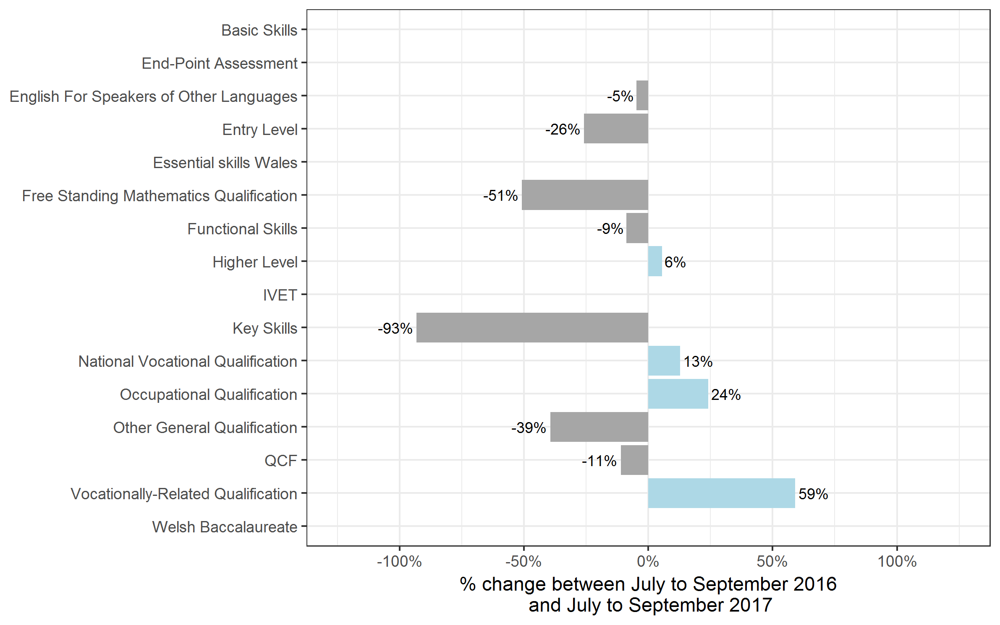 Basic Skills
End-Point Assessment
English For Speakers of Other Languages
-5%
Entry Level
-26%
Essential skills Wales
Free Standing Mathematics Qualification
-51%
Functional Skills
-9%
Higher Level
6%
IVET
Key Skills
-93%
National Vocational Qualification
13%
Occupational Qualification
24%
Other General Qualification
-39%
QCF
-11%
Vocationally-Related Qualification
59%
Welsh Baccalaureate
-100%
-50%
0%
50%
100%
% change between July to September 2016
and July to September 2017